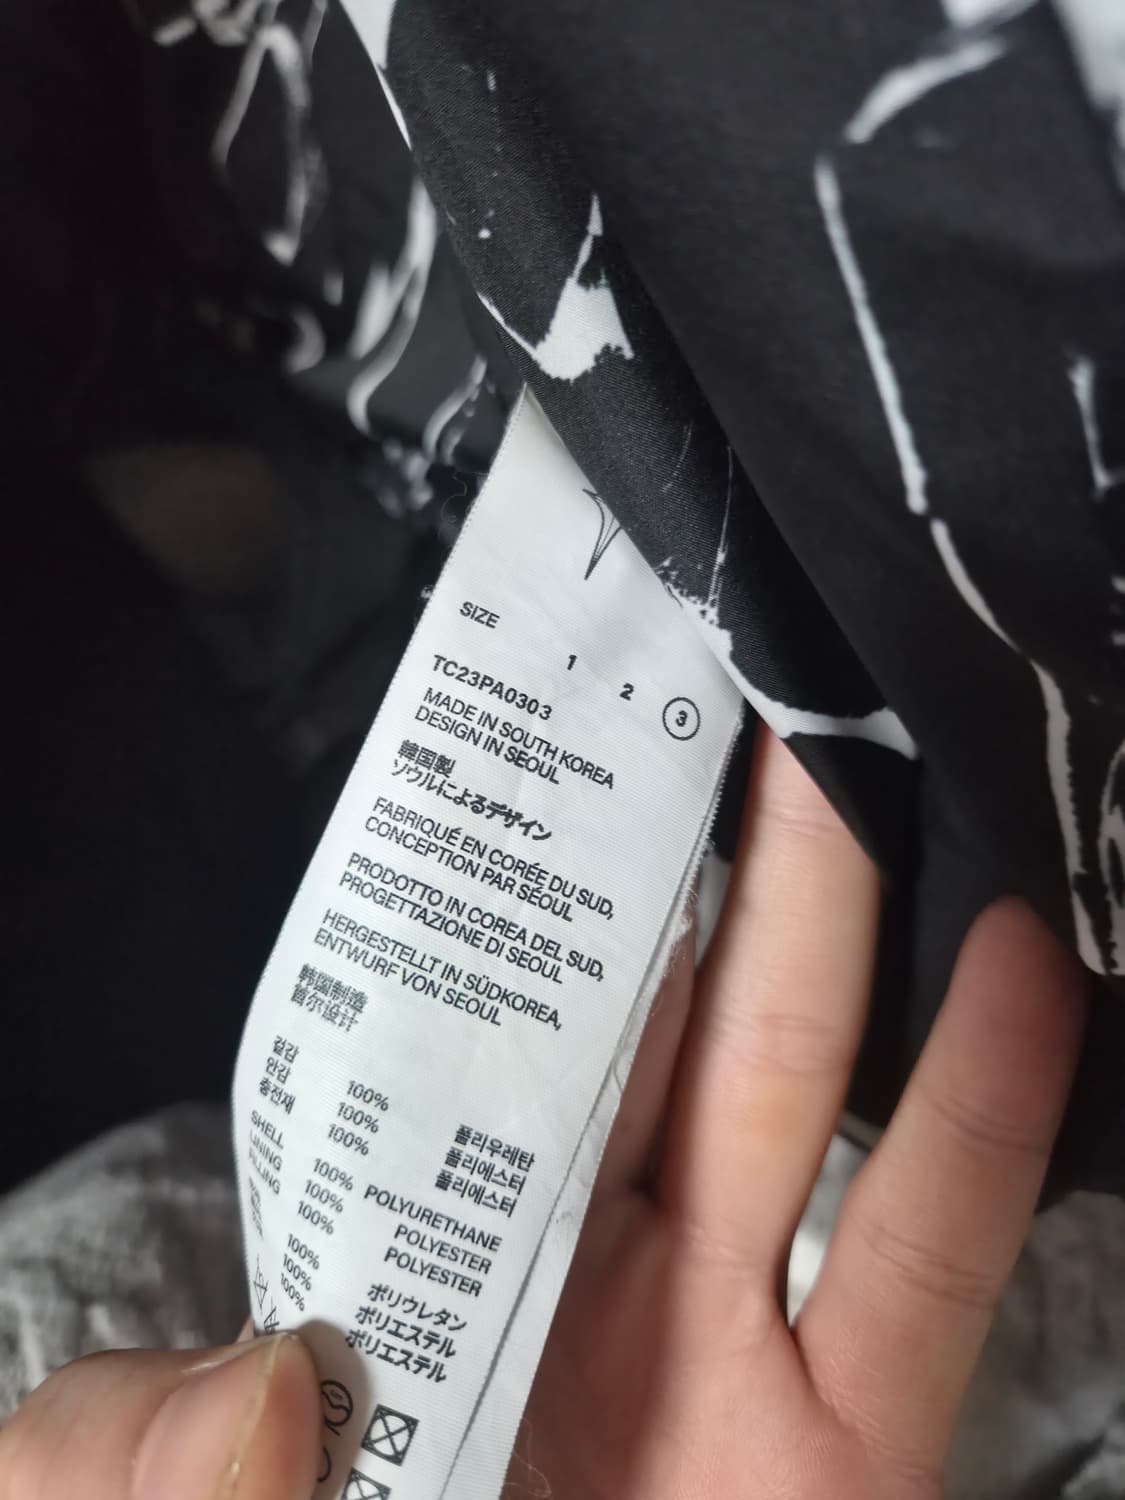 SIZE
1 2 3
TC23PA0303
MADE IN SOUTH KOREA
DESIGN IN SEOUL
韓国製
ソウルによるデザイン
FABRIQUÉ EN CORÉE DU SUD,
CONCEPTION PAR SÉOUL
PRODOTTO IN COREA DEL SUD,
PROGETTAZIONE DI SEOUL
HERGESTELLT IN SÜDKOREA,
ENTWURF VON SEOUL
韩国制造
首尔设计
겉감 100% 폴리우레탄
안감 100% 폴리에스터
충전재 100% 폴리에스터
SHELL 100% POLYURETHANE
LINING 100% POLYESTER
FILLING 100% POLYESTER
100% ポリウレタン
100% ポリエステル
100% ポリエステル